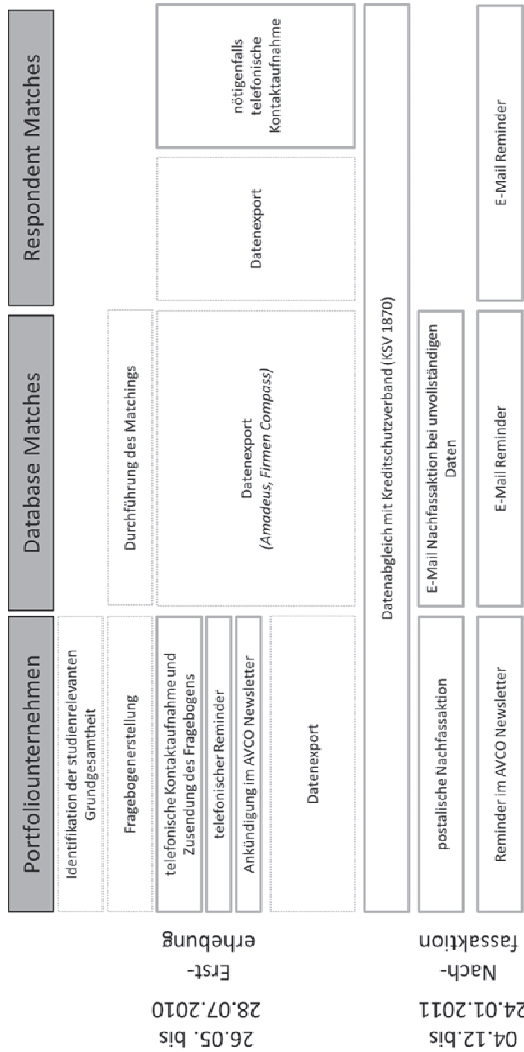 Portfoliounternehmen
Database Matches
Respondent Matches
Identifikation der studienrelevanten
Grundgesamtheit
Fragebogenerstellung
Durchführung des Matchings
26.05. bis
28.07.2010
Erst-
erhebung
telefonische Kontaktaufnahme und
Zusendung des Fragebogens
telefonischer Reminder
Ankündigung im AVCO Newsletter
Datenexport
Datenexport
(Amadeus, Firmen Compass)
Datenexport
nötigenfalls
telefonische
Kontaktaufnahme
Datenabgleich mit Kreditschutzverband (KSV 1870)
04.12.bis
24.01.2011
Nach-
fassaktion
postalische Nachfassaktion
E-Mail Nachfassaktion bei unvollständigen
Daten
Reminder im AVCO Newsletter
E-Mail Reminder
E-Mail Reminder